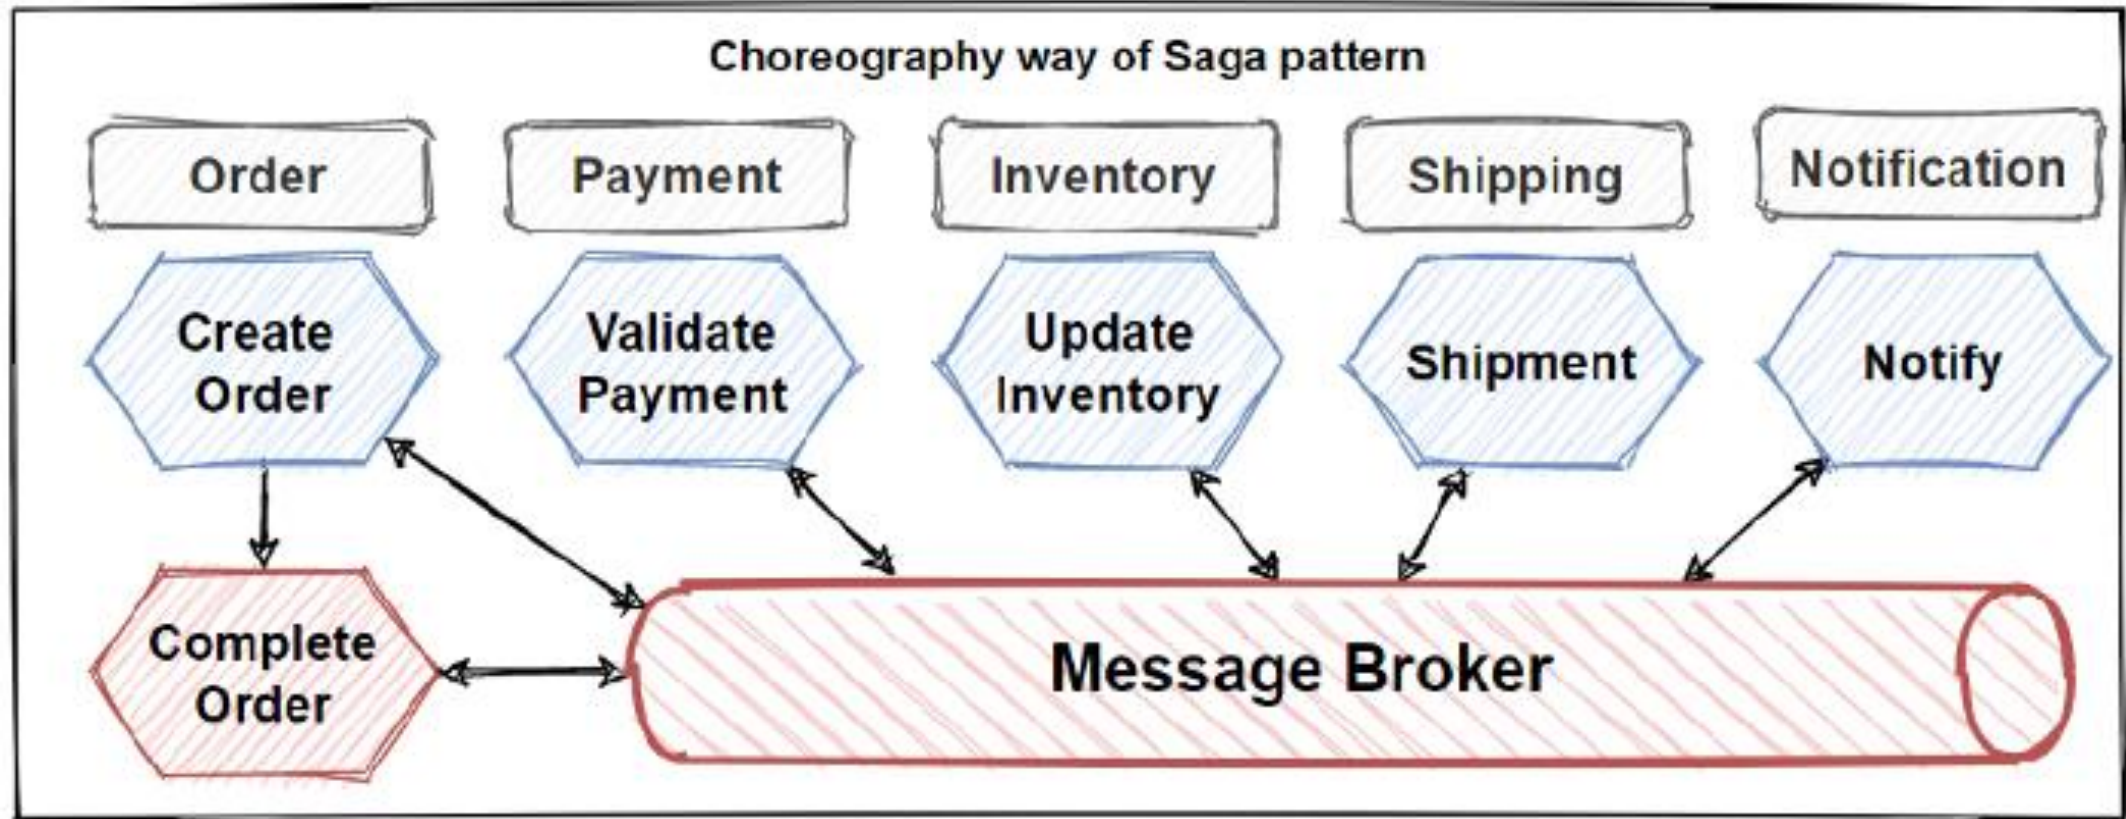 Choreography way of Saga pattern
Order
Payment
Inventory
Shipping
Notification
Create
Order
Validate
Payment
Update
Inventory
Shipment
Notify
Complete
Order
Message Broker